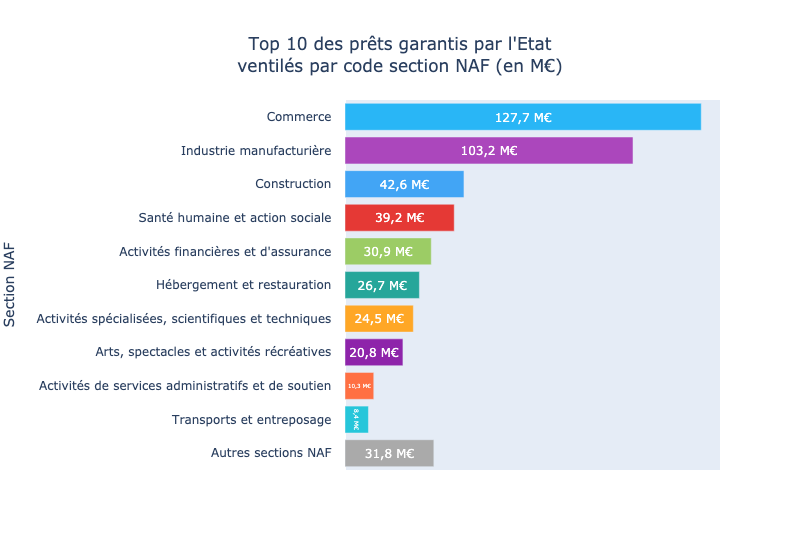 Top 10 des prêts garantis par l'Etat
ventilés par code section NAF (en M€)
Section NAF
Commerce 127,7 M€
Industrie manufacturière 103,2 M€
Construction 42,6 M€
Santé humaine et action sociale 39,2 M€
Activités financières et d'assurance 30,9 M€
Hébergement et restauration 26,7 M€
Activités spécialisées, scientifiques et techniques 24,5 M€
Arts, spectacles et activités récréatives 20,8 M€
Activités de services administratifs et de soutien 10,3 M€
Transports et entreposage 8,4 M€
Autres sections NAF 31,8 M€